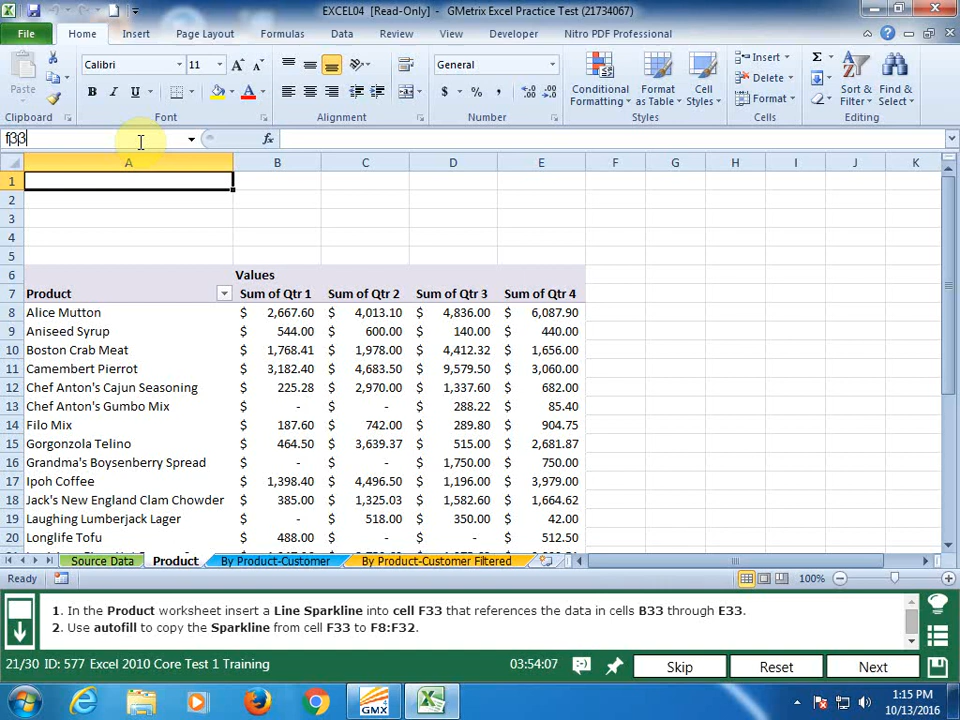 EXCEL04 [Read-Only] - GMetrix Excel Practice Test (21734067)
File Home Insert Page Layout Formulas Data Review View Developer Nitro PDF Professional
Paste
Calibri 11
General
$ % ,
Conditional Formatting
Format as Table
Cell Styles
Insert
Delete
Format
Sort & Filter
Find & Select
Clipboard Font Alignment Number Styles Cells Editing
f33 fx
A B C D E F G H I J K
1
2
3
4
5
6 Values
7 Product Sum of Qtr 1 Sum of Qtr 2 Sum of Qtr 3 Sum of Qtr 4
8 Alice Mutton $ 2,667.60 $ 4,013.10 $ 4,836.00 $ 6,087.90
9 Aniseed Syrup $ 544.00 $ 600.00 $ 140.00 $ 440.00
10 Boston Crab Meat $ 1,768.41 $ 1,978.00 $ 4,412.32 $ 1,656.00
11 Camembert Pierrot $ 3,182.40 $ 4,683.50 $ 9,579.50 $ 3,060.00
12 Chef Anton's Cajun Seasoning $ 225.28 $ 2,970.00 $ 1,337.60 $ 682.00
13 Chef Anton's Gumbo Mix $ - $ - $ 288.22 $ 85.40
14 Filo Mix $ 187.60 $ 742.00 $ 289.80 $ 904.75
15 Gorgonzola Telino $ 464.50 $ 3,639.37 $ 515.00 $ 2,681.87
16 Grandma's Boysenberry Spread $ - $ - $ 1,750.00 $ 750.00
17 Ipoh Coffee $ 1,398.40 $ 4,496.50 $ 1,196.00 $ 3,979.00
18 Jack's New England Clam Chowder $ 385.00 $ 1,325.03 $ 1,582.60 $ 1,664.62
19 Laughing Lumberjack Lager $ - $ 518.00 $ 350.00 $ 42.00
20 Longlife Tofu $ 488.00 $ - $ - $ 512.50
Source Data Product By Product-Customer By Product-Customer Filtered
Ready 100%
1. In the Product worksheet insert a Line Sparkline into cell F33 that references the data in cells B33 through E33.
2. Use autofill to copy the Sparkline from cell F33 to F8:F32.
21/30 ID: 577 Excel 2010 Core Test 1 Training 03:54:07 Skip Reset Next
GMX
1:15 PM
10/13/2016